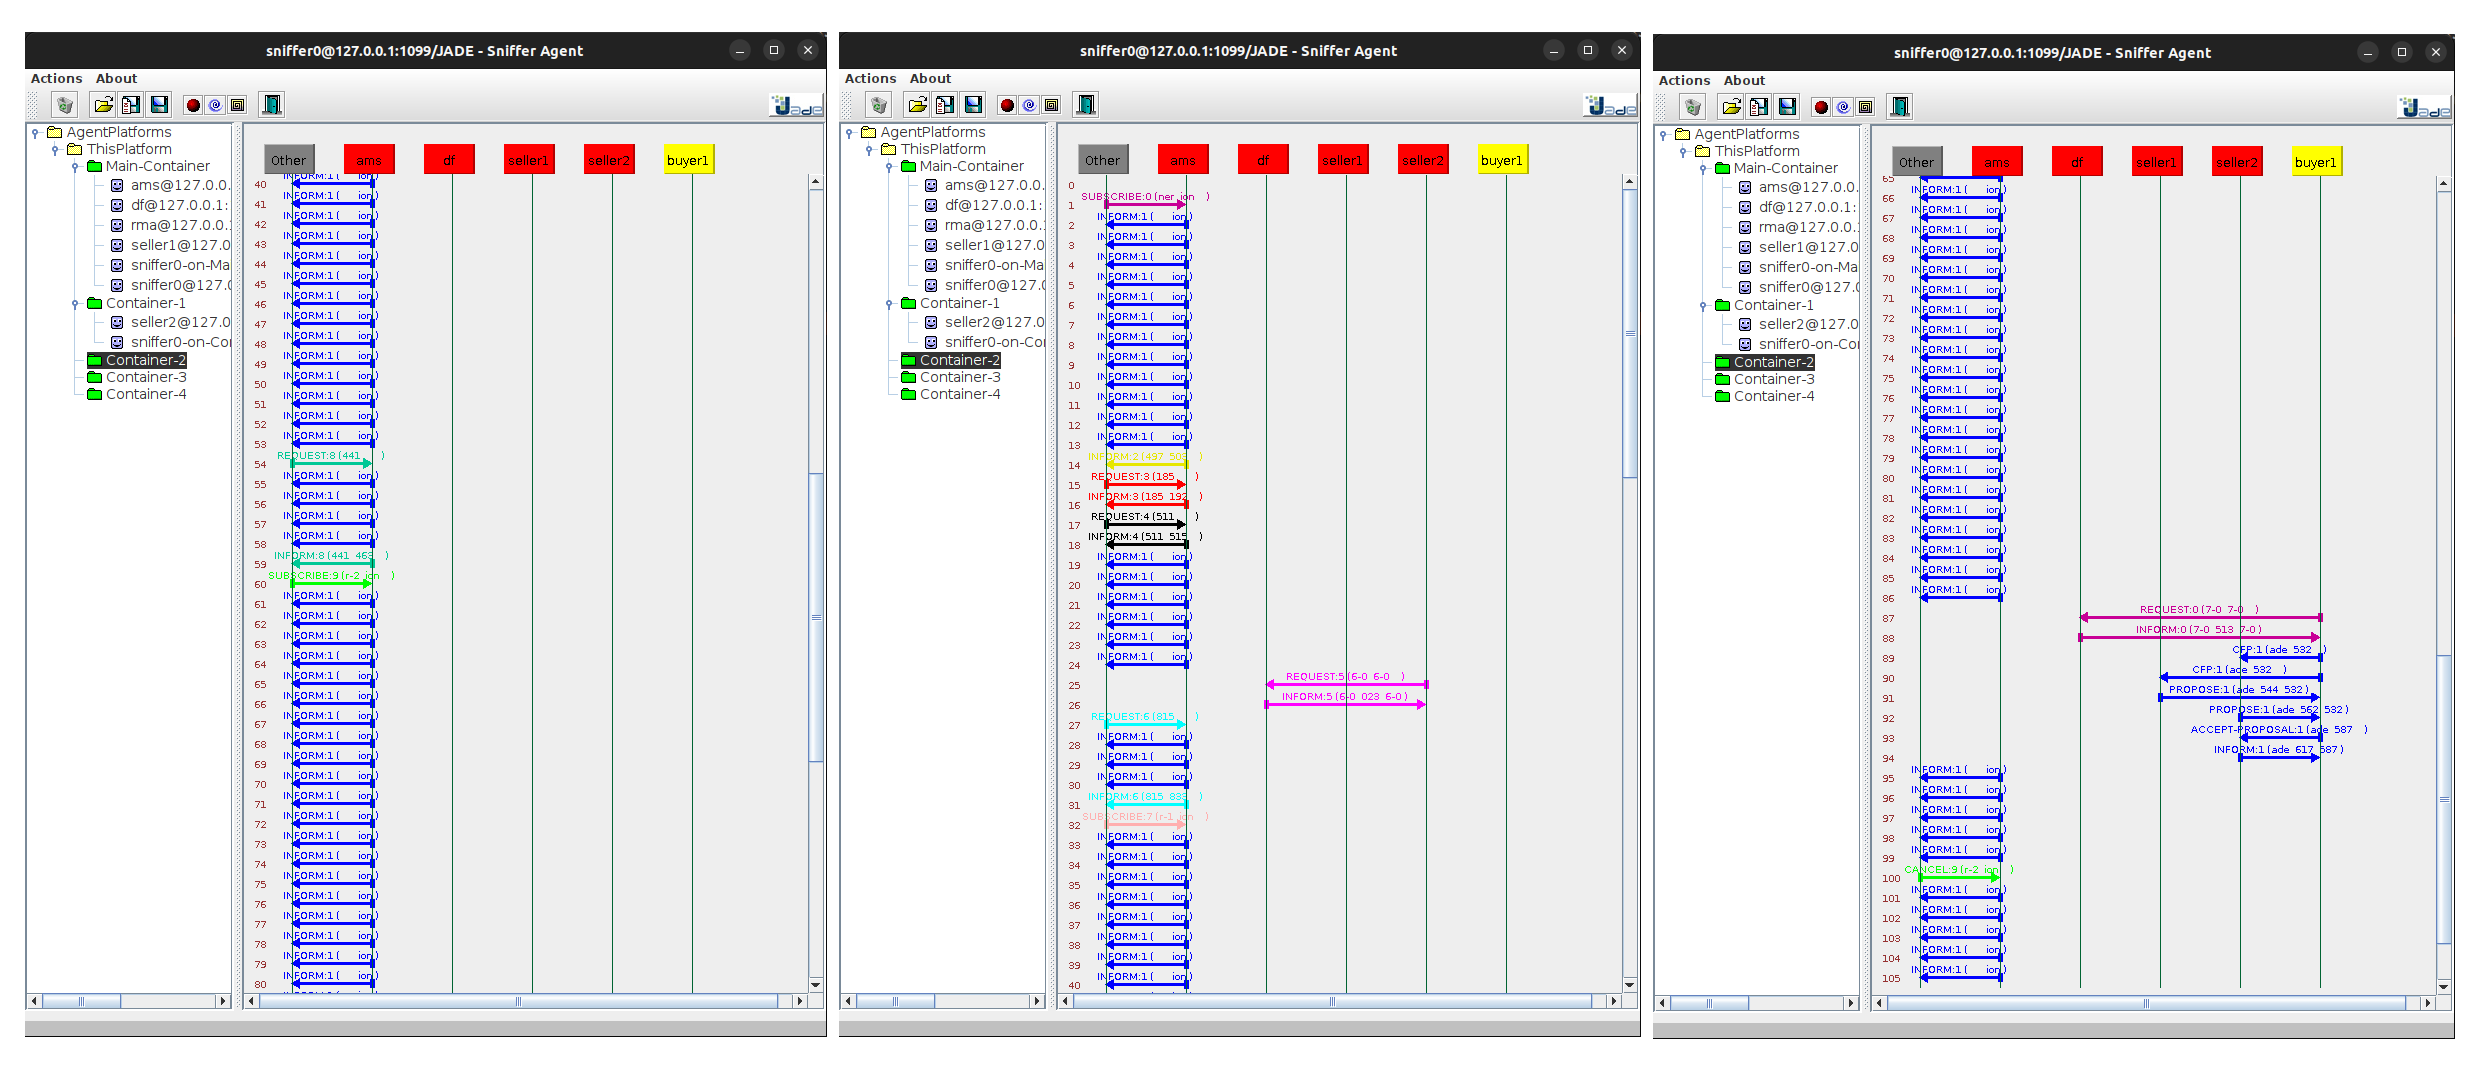 sniffer0@127.0.0.1:1099/JADE - Sniffer Agent
Actions About
Jade
AgentPlatforms
ThisPlatform
Main-Container
ams@127.0.0.
df@127.0.0.1:
rma@127.0.0.
seller1@127.0
sniffer0-on-Ma
sniffer0@127.0
Container-1
seller2@127.0
sniffer0-on-Co
Container-2
Container-3
Container-4
Other ams df seller1 seller2 buyer1
40 INFORM:1 ( ion )
41 INFORM:1 ( ion )
42 INFORM:1 ( ion )
43 INFORM:1 ( ion )
44 INFORM:1 ( ion )
45 INFORM:1 ( ion )
46 INFORM:1 ( ion )
47 INFORM:1 ( ion )
48 INFORM:1 ( ion )
49 INFORM:1 ( ion )
50 INFORM:1 ( ion )
51 INFORM:1 ( ion )
52 INFORM:1 ( ion )
53 INFORM:1 ( ion )
54 REQUEST:8 (441 )
55 INFORM:1 ( ion )
56 INFORM:1 ( ion )
57 INFORM:1 ( ion )
58 INFORM:1 ( ion )
59 INFORM:8 (441 463 )
60 SUBSCRIBE:9 (r-2 ion )
61 INFORM:1 ( ion )
62 INFORM:1 ( ion )
63 INFORM:1 ( ion )
64 INFORM:1 ( ion )
65 INFORM:1 ( ion )
66 INFORM:1 ( ion )
67 INFORM:1 ( ion )
68 INFORM:1 ( ion )
69 INFORM:1 ( ion )
70 INFORM:1 ( ion )
71 INFORM:1 ( ion )
72 INFORM:1 ( ion )
73 INFORM:1 ( ion )
74 INFORM:1 ( ion )
75 INFORM:1 ( ion )
76 INFORM:1 ( ion )
77 INFORM:1 ( ion )
78 INFORM:1 ( ion )
79 INFORM:1 ( ion )
80 INFORM:1 ( ion )
sniffer0@127.0.0.1:1099/JADE - Sniffer Agent
Actions About
Jade
AgentPlatforms
ThisPlatform
Main-Container
ams@127.0.0.
df@127.0.0.1:
rma@127.0.0.
seller1@127.0
sniffer0-on-Ma
sniffer0@127.0
Container-1
seller2@127.0
sniffer0-on-Co
Container-2
Container-3
Container-4
Other ams df seller1 seller2 buyer1
0
1 SUBSCRIBE:0 (ner ion )
2 INFORM:1 ( ion )
3 INFORM:1 ( ion )
4 INFORM:1 ( ion )
5 INFORM:1 ( ion )
6 INFORM:1 ( ion )
7 INFORM:1 ( ion )
8 INFORM:1 ( ion )
9 INFORM:1 ( ion )
10 INFORM:1 ( ion )
11 INFORM:1 ( ion )
12 INFORM:1 ( ion )
13 INFORM:1 ( ion )
14 INFORM:2 (497 )
15 REQUEST:3 (185 )
16 INFORM:3 (185 192 )
17 REQUEST:4 (511 )
18 INFORM:4 (511 515 )
19 INFORM:1 ( ion )
20 INFORM:1 ( ion )
21 INFORM:1 ( ion )
22 INFORM:1 ( ion )
23 INFORM:1 ( ion )
24 INFORM:1 ( ion )
25 REQUEST:5 (6-0 6-0 )
26 INFORM:5 (6-0 023 6-0 )
27 REQUEST:6 (815 )
28 INFORM:1 ( ion )
29 INFORM:1 ( ion )
30 INFORM:1 ( ion )
31 INFORM:6 (815 )
32 SUBSCRIBE:7 (r-1 ion )
33 INFORM:1 ( ion )
34 INFORM:1 ( ion )
35 INFORM:1 ( ion )
36 INFORM:1 ( ion )
37 INFORM:1 ( ion )
38 INFORM:1 ( ion )
39 INFORM:1 ( ion )
40 INFORM:1 ( ion )
sniffer0@127.0.0.1:1099/JADE - Sniffer Agent
Actions About
Jade
AgentPlatforms
ThisPlatform
Main-Container
ams@127.0.0.
df@127.0.0.1:
rma@127.0.0.
seller1@127.0
sniffer0-on-Ma
sniffer0@127.0
Container-1
seller2@127.0
sniffer0-on-Co
Container-2
Container-3
Container-4
Other ams df seller1 seller2 buyer1
65
66 INFORM:1 ( ion )
67 INFORM:1 ( ion )
68 INFORM:1 ( ion )
69 INFORM:1 ( ion )
70 INFORM:1 ( ion )
71 INFORM:1 ( ion )
72 INFORM:1 ( ion )
73 INFORM:1 ( ion )
74 INFORM:1 ( ion )
75 INFORM:1 ( ion )
76 INFORM:1 ( ion )
77 INFORM:1 ( ion )
78 INFORM:1 ( ion )
79 INFORM:1 ( ion )
80 INFORM:1 ( ion )
81 INFORM:1 ( ion )
82 INFORM:1 ( ion )
83 INFORM:1 ( ion )
84 INFORM:1 ( ion )
85 INFORM:1 ( ion )
86 INFORM:1 ( ion )
87 REQUEST:0 (7-0 7-0 )
88 INFORM:0 (7-0 513 7-0 )
89 CFP:1 (ade 532 )
90 CFP:1 (ade 532 )
91 PROPOSE:1 (ade 544 532 )
92 PROPOSE:1 (ade 562 532 )
93 ACCEPT-PROPOSAL:1 (ade 587 )
94 INFORM:1 (ade 617 587 )
95 INFORM:1 ( ion )
96 INFORM:1 ( ion )
97 INFORM:1 ( ion )
98 INFORM:1 ( ion )
99 INFORM:1 ( ion )
100 CANCEL:9 (r-2 ion )
101 INFORM:1 ( ion )
102 INFORM:1 ( ion )
103 INFORM:1 ( ion )
104 INFORM:1 ( ion )
105 INFORM:1 ( ion )